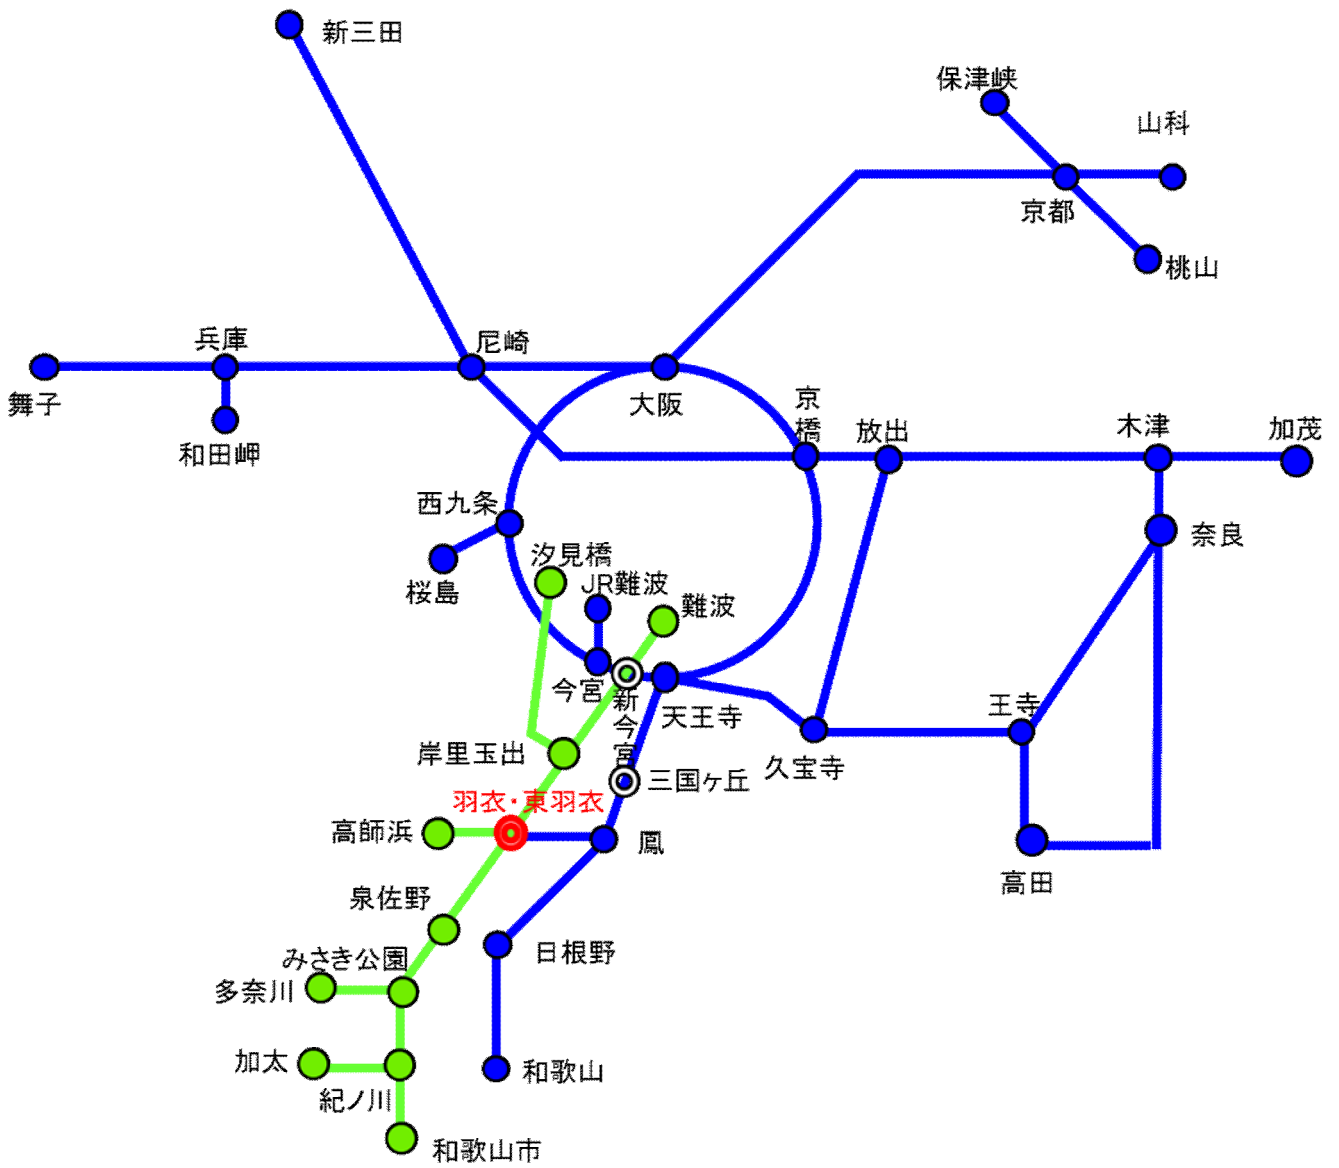 新三田
保津峡
山科
京都
桃山
兵庫
尼崎
舞子
大阪
京橋
放出
木津
加茂
和田岬
西九条
奈良
汐見橋
JR難波
桜島
難波
今宮
新今宮
天王寺
王寺
岸里玉出
三国ヶ丘
久宝寺
羽衣・東羽衣
高師浜
鳳
高田
泉佐野
みさき公園
日根野
多奈川
加太
紀ノ川
和歌山
和歌山市